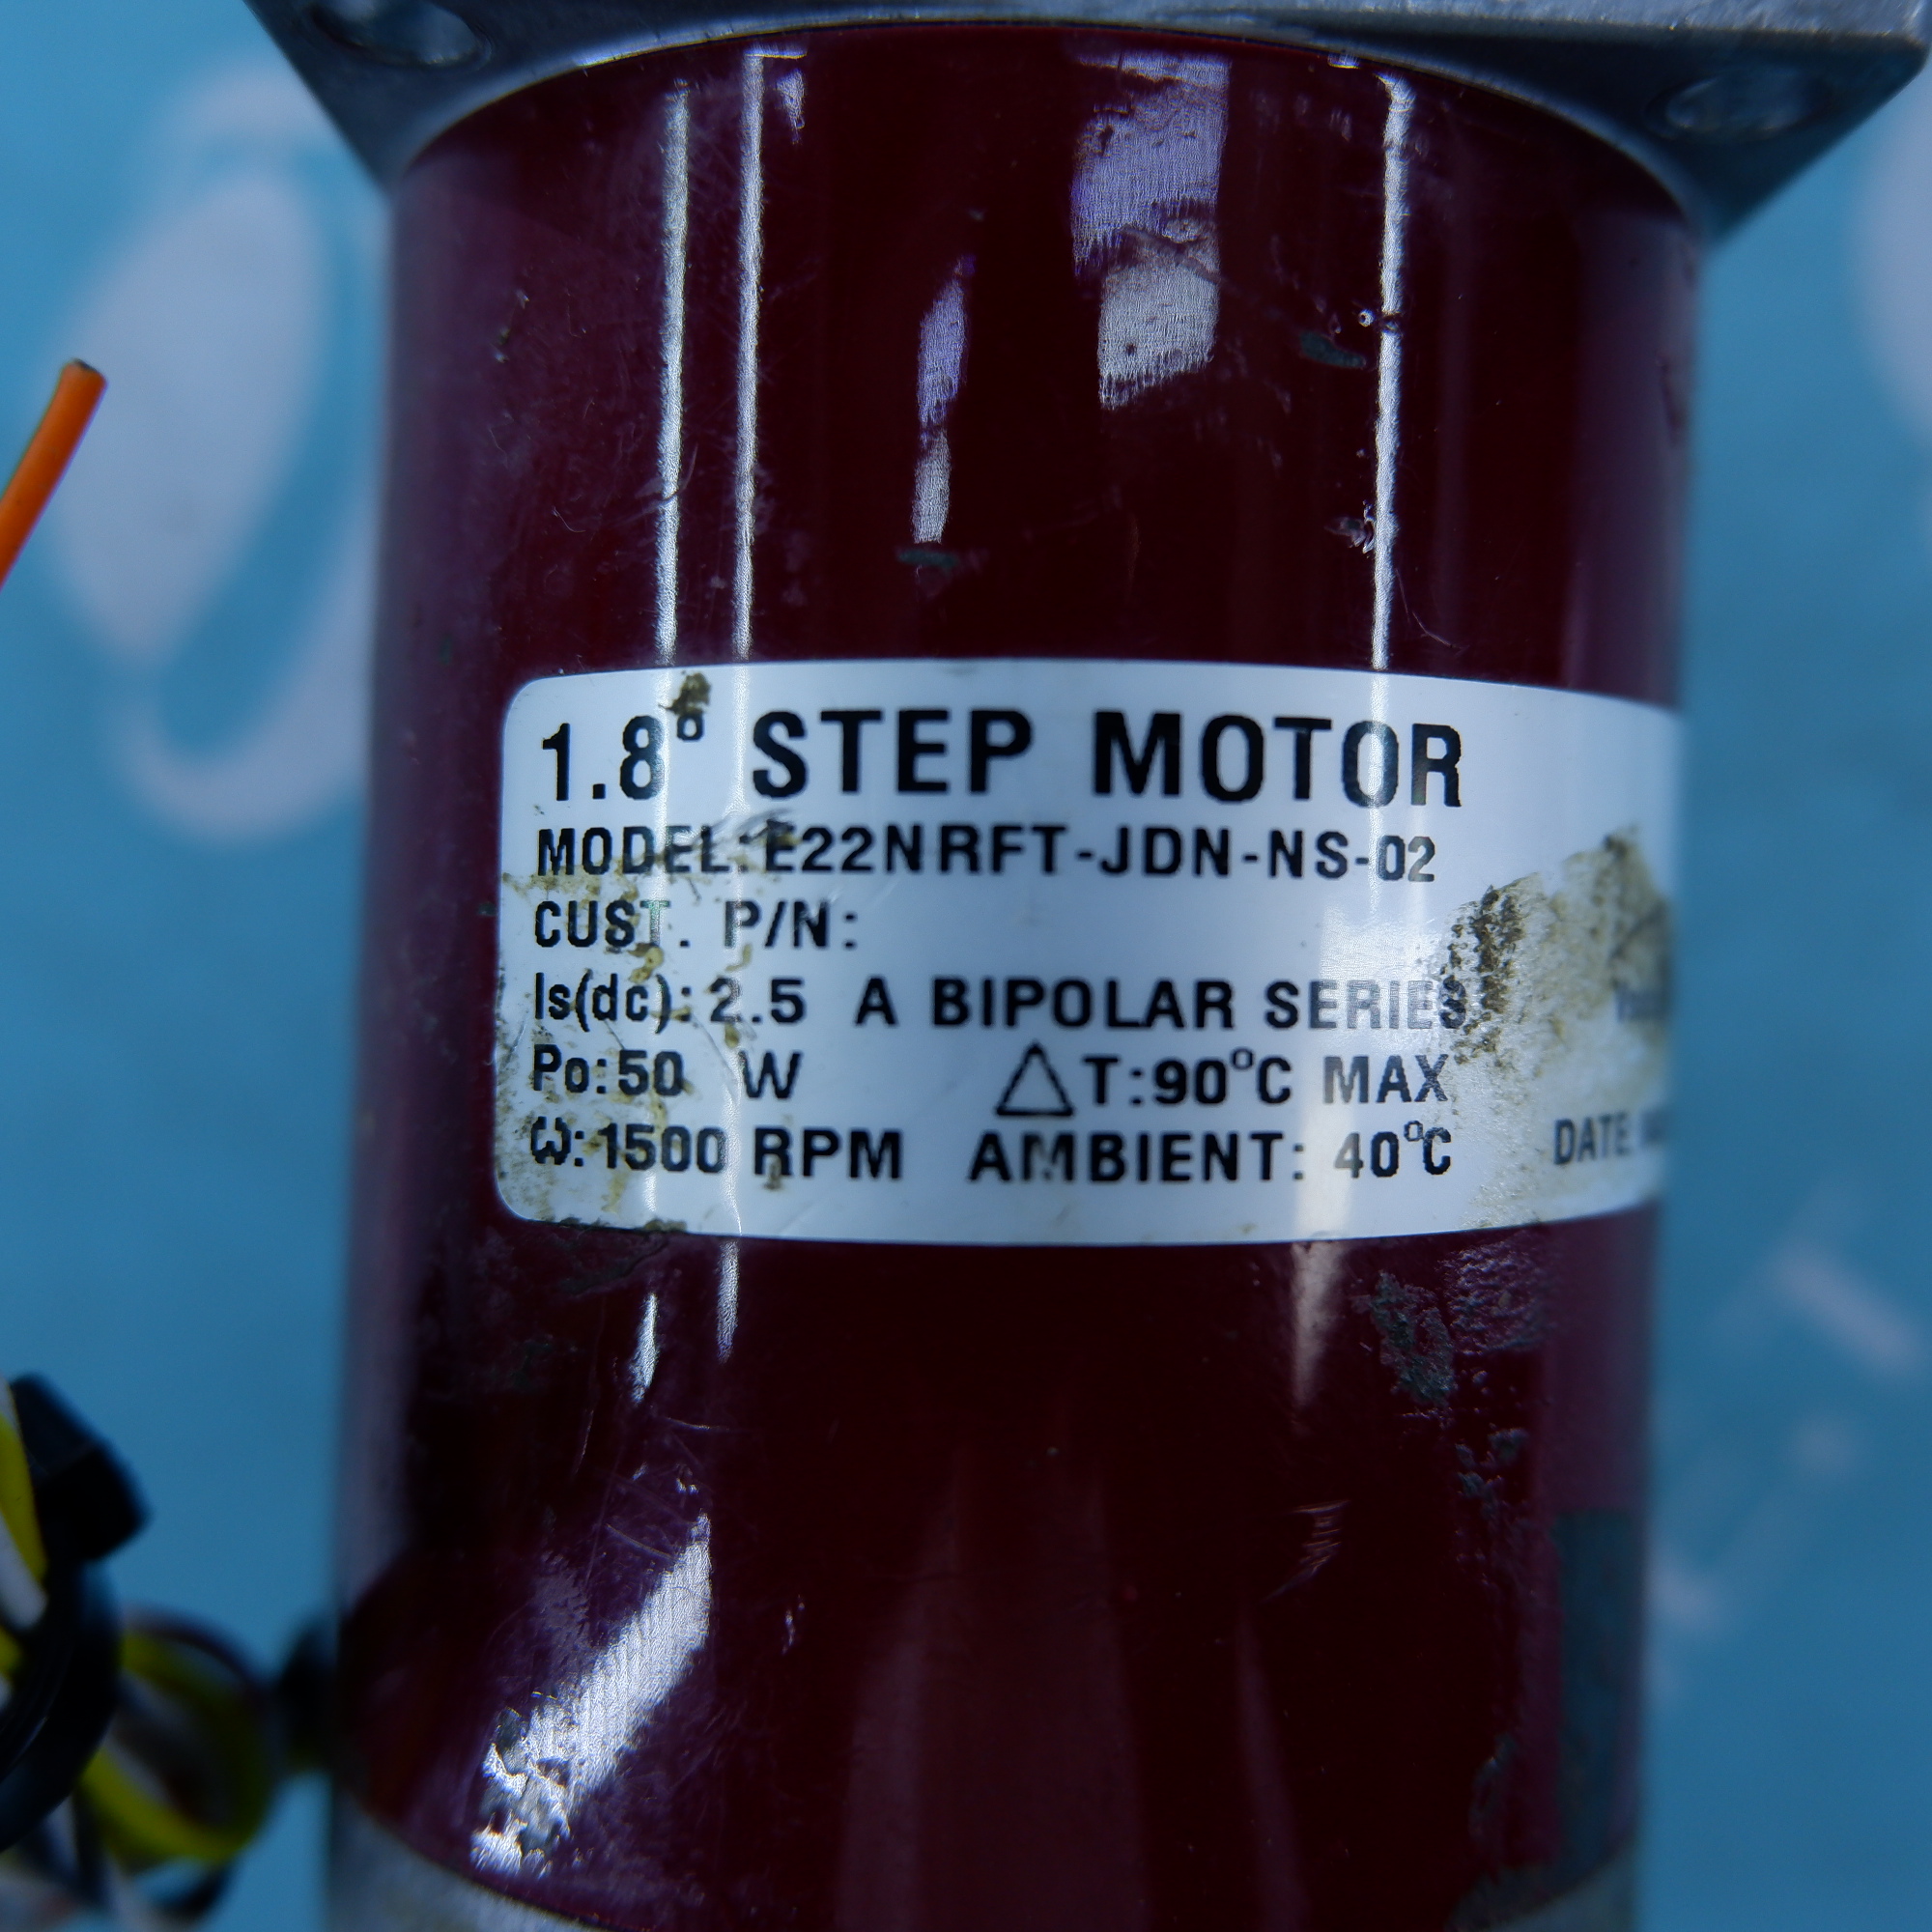 1.8° STEP MOTOR
MODEL:E22NRFT-JDN-NS-02
CUST. P/N:
Is(dc): 2.5 A BIPOLAR SERIES
Po:50 W △T:90°C MAX
ω:1500 RPM AMBIENT: 40°C
DATE